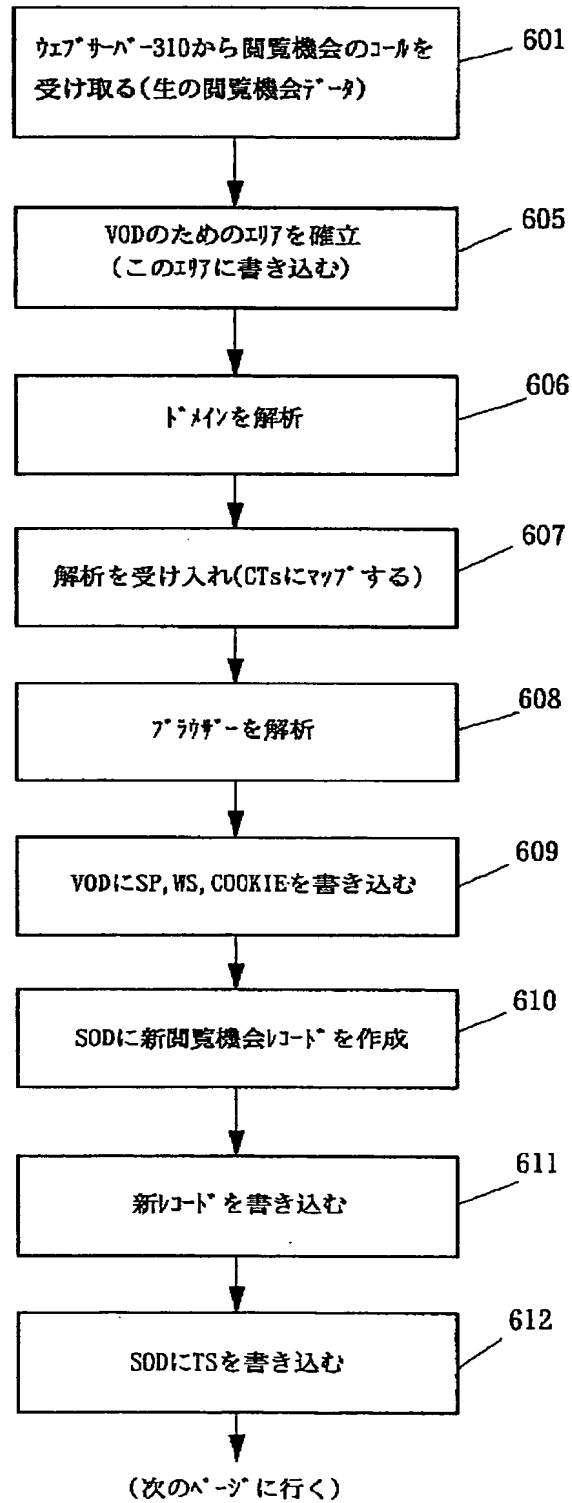 ｳｪﾌﾞｻｰﾊﾞｰ310から閲覧機会のｺｰﾙを
受け取る(生の閲覧機会ﾃﾞｰﾀ)
601
VODのためのｴﾘｱを確立
(このｴﾘｱに書き込む)
605
ﾄﾞﾒｲﾝを解析
606
解析を受け入れ(CTsにﾏｯﾌﾟする)
607
ﾌﾞﾗｳｻﾞｰを解析
608
VODにSP,WS,COOKIEを書き込む
609
SODに新閲覧機会ﾚｺｰﾄﾞを作成
610
新ﾚｺｰﾄﾞを書き込む
611
SODにTSを書き込む
612
(次のﾍﾟｰｼﾞに行く)